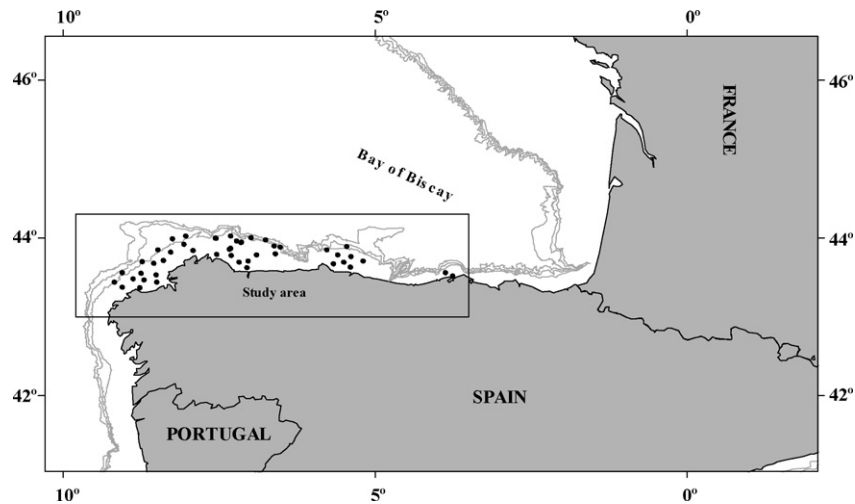 10º 5º 0º
46º 46º
FRANCE
Bay of Biscay
44º 44º
Study area
42º 42º
SPAIN
PORTUGAL
10º 5º 0º